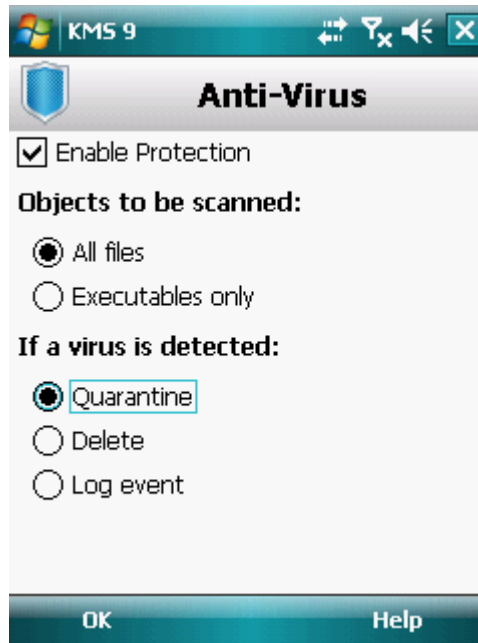 KMS 9
Anti-Virus
Enable Protection
Objects to be scanned:
All files
Executables only
If a virus is detected:
Quarantine
Delete
Log event
OK Help